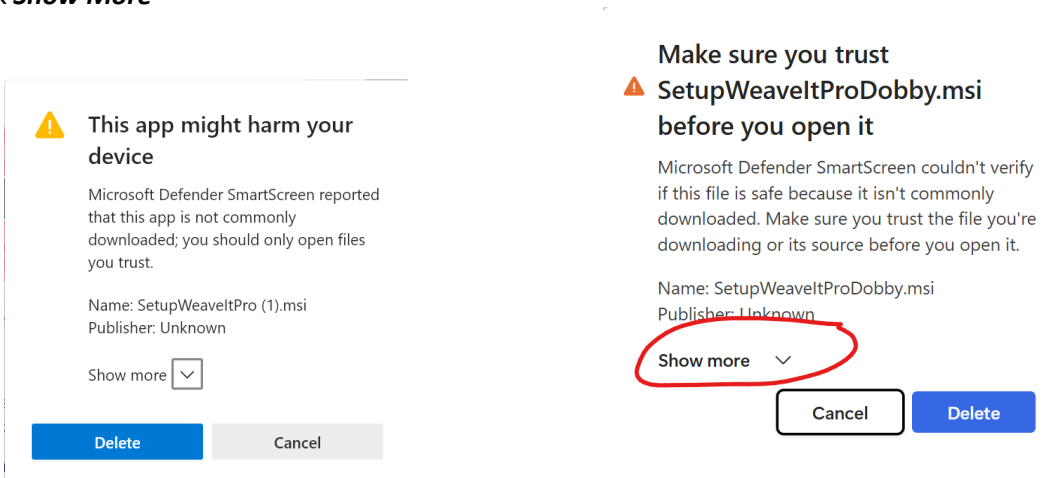 Show More
This app might harm your
device
Microsoft Defender SmartScreen reported
that this app is not commonly
downloaded; you should only open files
you trust.
Name: SetupWeaveItPro (1).msi
Publisher: Unknown
Show more
Delete
Cancel
Make sure you trust
SetupWeaveItProDobby.msi
before you open it
Microsoft Defender SmartScreen couldn't verify
if this file is safe because it isn't commonly
downloaded. Make sure you trust the file you're
downloading or its source before you open it.
Name: SetupWeaveItProDobby.msi
Publisher: Unknown
Show more
Cancel
Delete